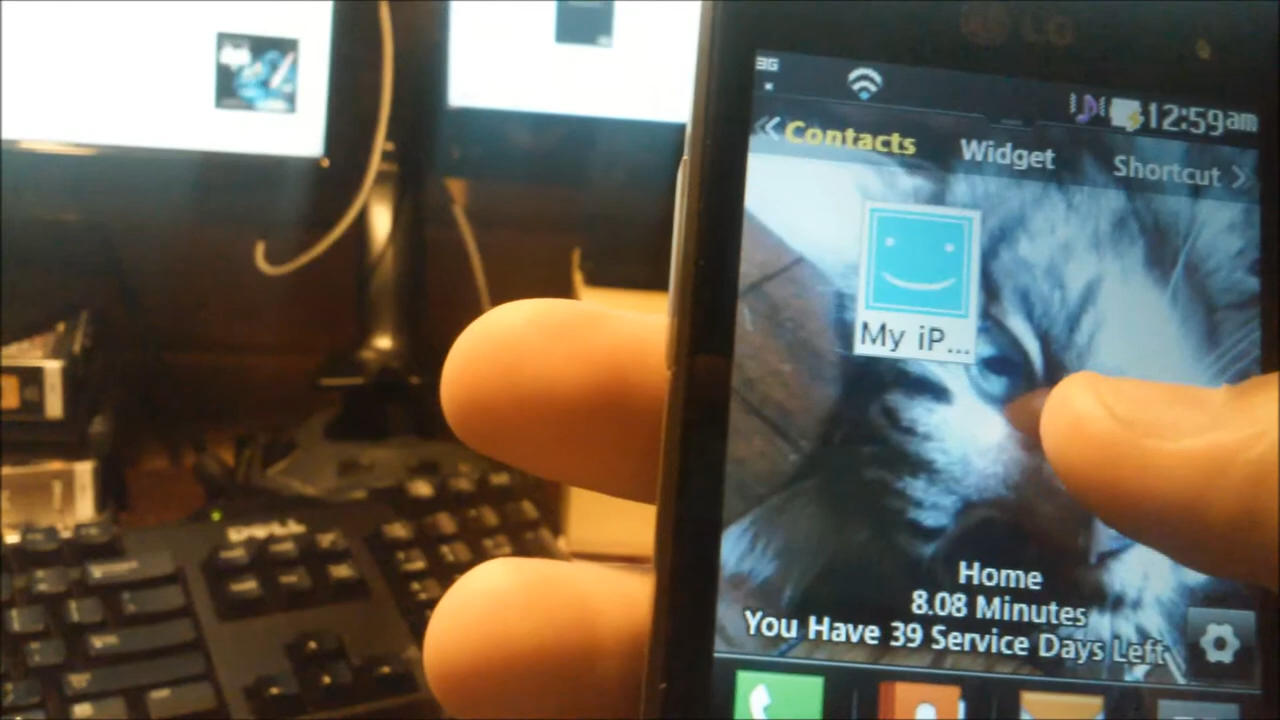 LG
3G
12:59am
Contacts Widget Shortcut
My iP...
Home
8.08 Minutes
You Have 39 Service Days Left
DELL